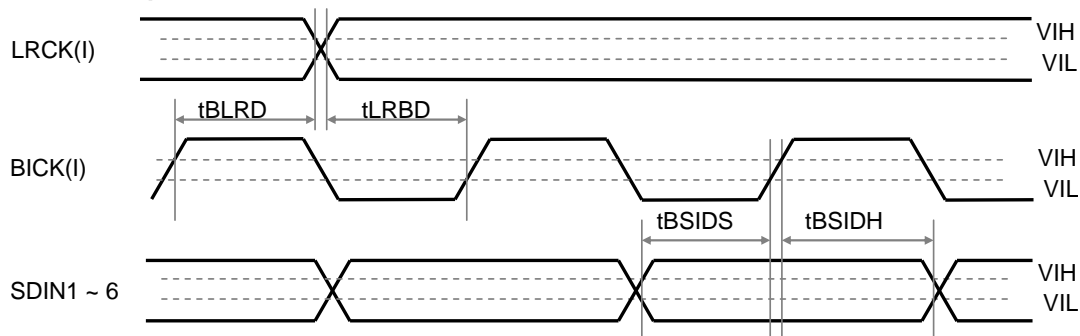 LRCK(I)
VIH
VIL
tBLRD
tLRBD
BICK(I)
VIH
VIL
tBSIDS
tBSIDH
SDIN1 ~ 6
VIH
VIL